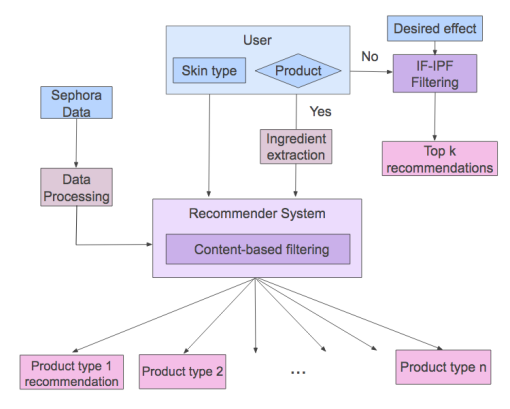 Desired effect
User
No
Skin type
Product
IF-IPF
Filtering
Sephora
Data
Yes
Ingredient
extraction
Top k
recommendations
Data
Processing
Recommender System
Content-based filtering
Product type 1
recommendation
Product type 2
...
Product type n